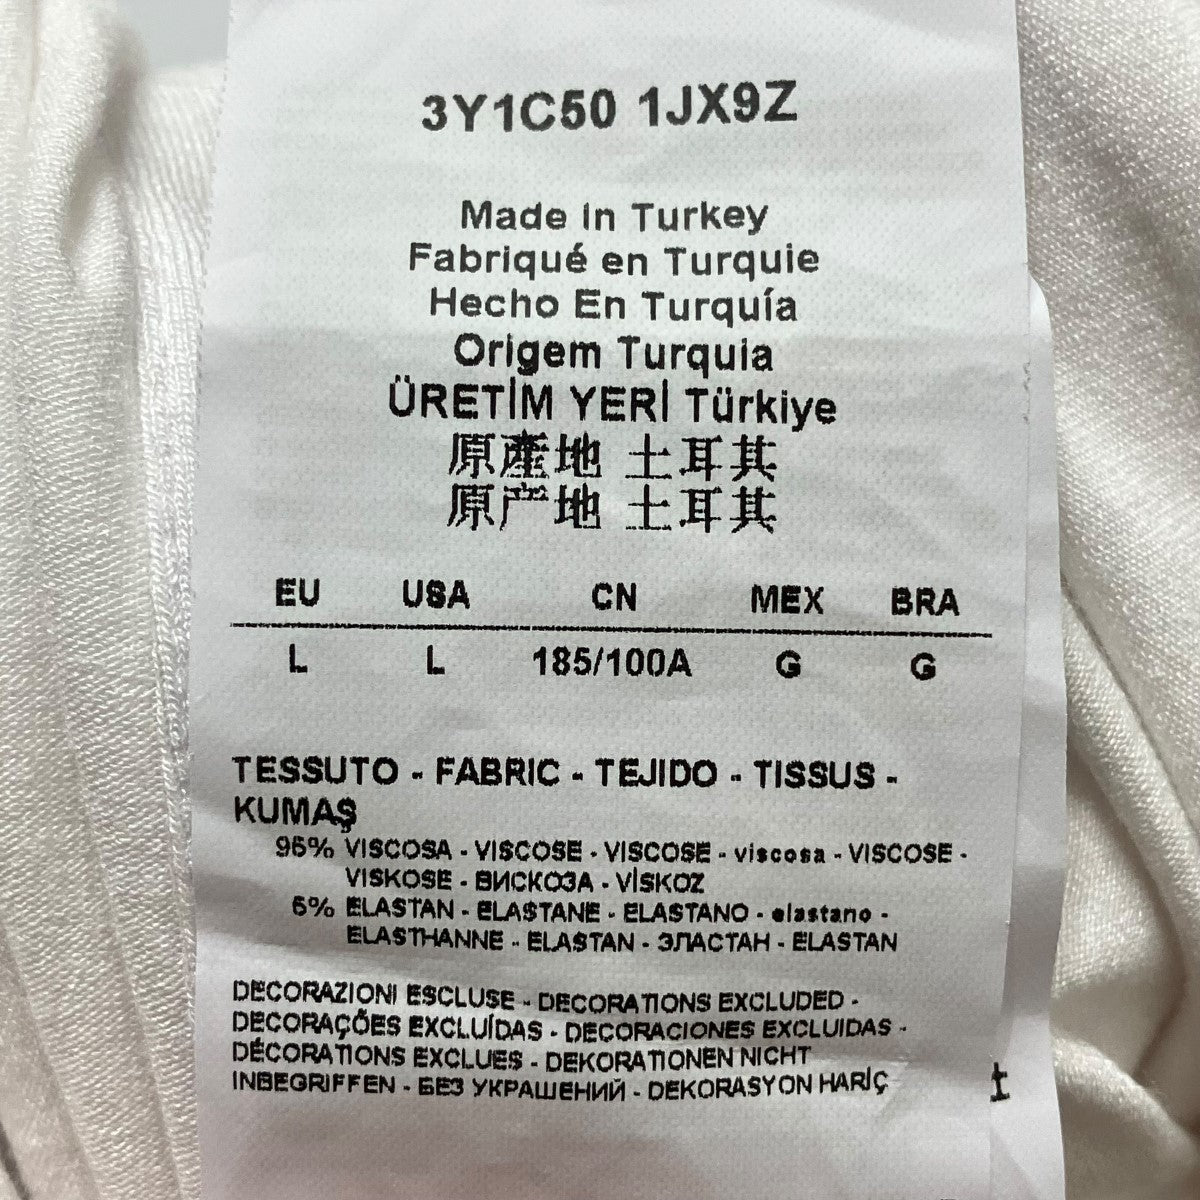 3Y1C50 1JX9Z
Made in Turkey
Fabriqué en Turquie
Hecho En Turquía
Origem Turquia
ÜRETİM YERİ Türkiye
原產地 土耳其
原产地 土耳其
EU USA CN MEX BRA
L L 185/100A G G
TESSUTO - FABRIC - TEJIDO - TISSUS -
KUMAŞ
95% VISCOSA - VISCOSE - VISCOSE - viscosa - VISCOSE -
VISKOSE - ВИСКОЗА - VİSKOZ
5% ELASTAN - ELASTANE - ELASTANO - elastano -
ELASTHANNE - ELASTAN - ЭЛАСТАН - ELASTAN
DECORAZIONI ESCLUSE - DECORATIONS EXCLUDED -
DECORAÇÕES EXCLUÍDAS - DECORACIONES EXCLUIDAS -
DÉCORATIONS EXCLUES - DEKORATIONEN NICHT
INBEGRIFFEN - БЕЗ УКРАШЕНИЙ - DEKORASYON HARİÇ